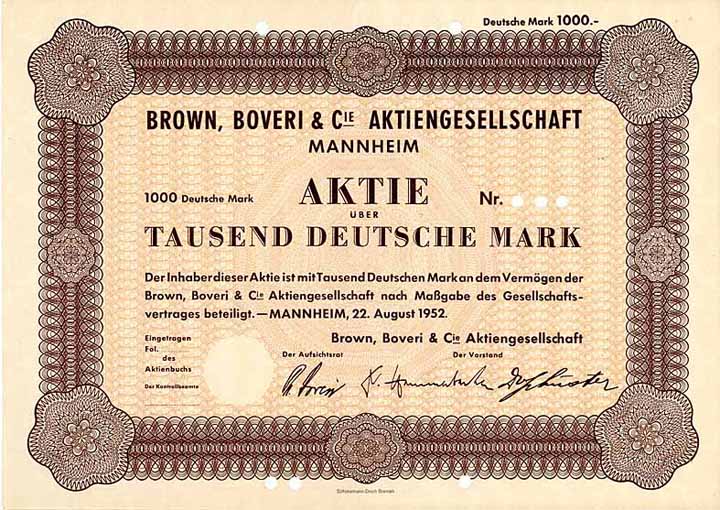 Deutsche Mark 1000.-
BROWN, BOVERI & CIE AKTIENGESELLSCHAFT
MANNHEIM
1000 Deutsche Mark AKTIE Nr.
ÜBER
TAUSEND DEUTSCHE MARK
Der Inhaber dieser Aktie ist mit Tausend Deutschen Mark an dem Vermögen der
Brown, Boveri & Cie Aktiengesellschaft nach Maßgabe des Gesellschafts-
vertrages beteiligt. — MANNHEIM, 22. August 1952.
Eingetragen
Fol.
des
Aktienbuchs
Der Kontrollbeamte
Brown, Boveri & Cie Aktiengesellschaft
Der Aufsichtsrat Der Vorstand